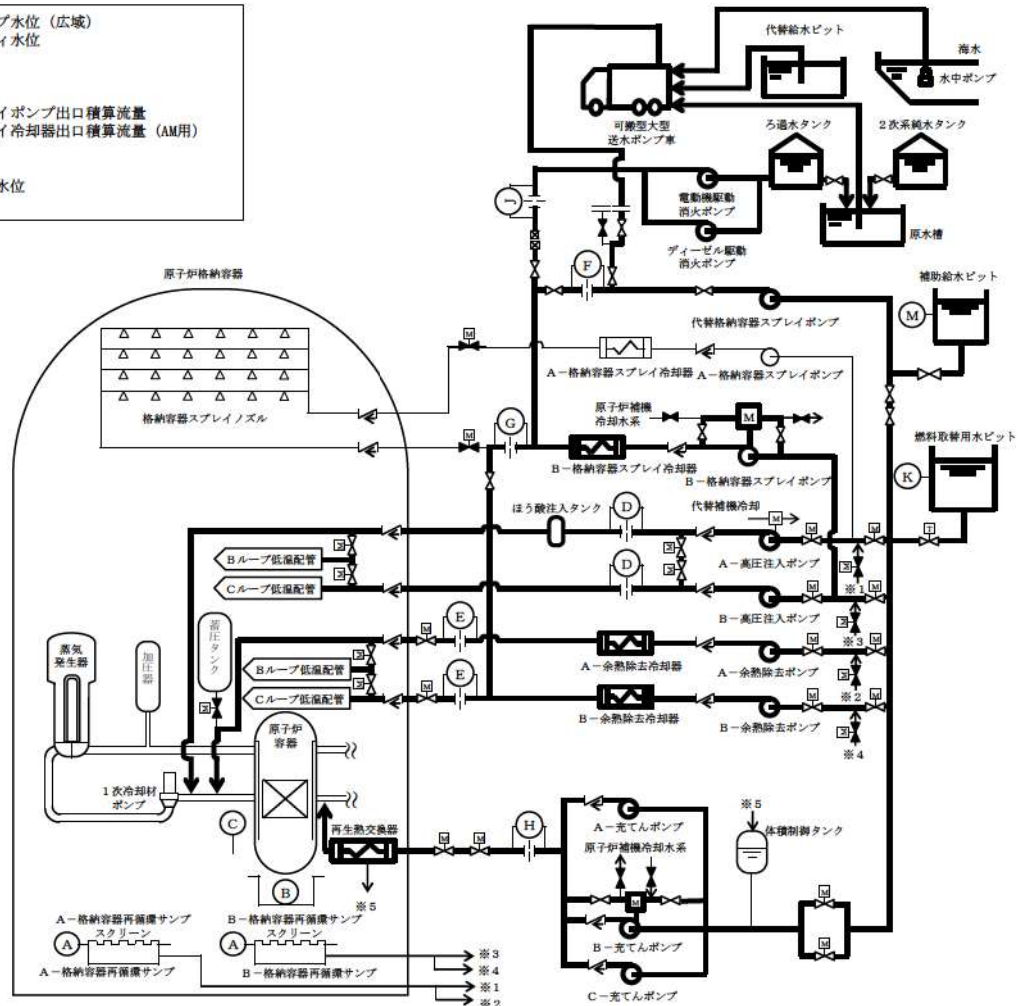 プ水位（広域）
ィ水位
イポンプ出口積算流量
イ冷却器出口積算流量（AM用）
水位
代替給水ピット
海水
水中ポンプ
可搬型大型
送水ポンプ車
ろ過水タンク
2次系純水タンク
電動機駆動
消火ポンプ
原水槽
ディーゼル駆動
消火ポンプ
J
F
原子炉格納容器
補助給水ピット
M
代替格納容器スプレイポンプ
M
A－格納容器スプレイ冷却器
A－格納容器スプレイポンプ
格納容器スプレイノズル
原子炉補機
冷却水系
M
G
M
燃料取替用水ピット
B－格納容器スプレイ冷却器
B－格納容器スプレイポンプ
K
代替補機冷却
ほう酸注入タンク
D
M
M
M
T
A－高圧注入ポンプ
M
M
M
※1
Bループ低温配管
M
D
M
M
M
Cループ低温配管
B－高圧注入ポンプ
M
※3
蓄圧タンク
蒸気
発生器
加圧器
M
E
M
M
M
A－余熱除去冷却器
A－余熱除去ポンプ
M
※2
Bループ低温配管
M
M
E
M
M
Cループ低温配管
B－余熱除去冷却器
B－余熱除去ポンプ
M
※4
M
原子炉
容器
1次冷却材
ポンプ
C
再生熱交換器
M
M
H
A－充てんポンプ
※5
体積制御タンク
原子炉補機冷却水系
B
※5
M
M
M
B－充てんポンプ
A－格納容器再循環サンプ
スクリーン
B－格納容器再循環サンプ
スクリーン
A
A
※3
※4
A－格納容器再循環サンプ
B－格納容器再循環サンプ
※1
※2
C－充てんポンプ